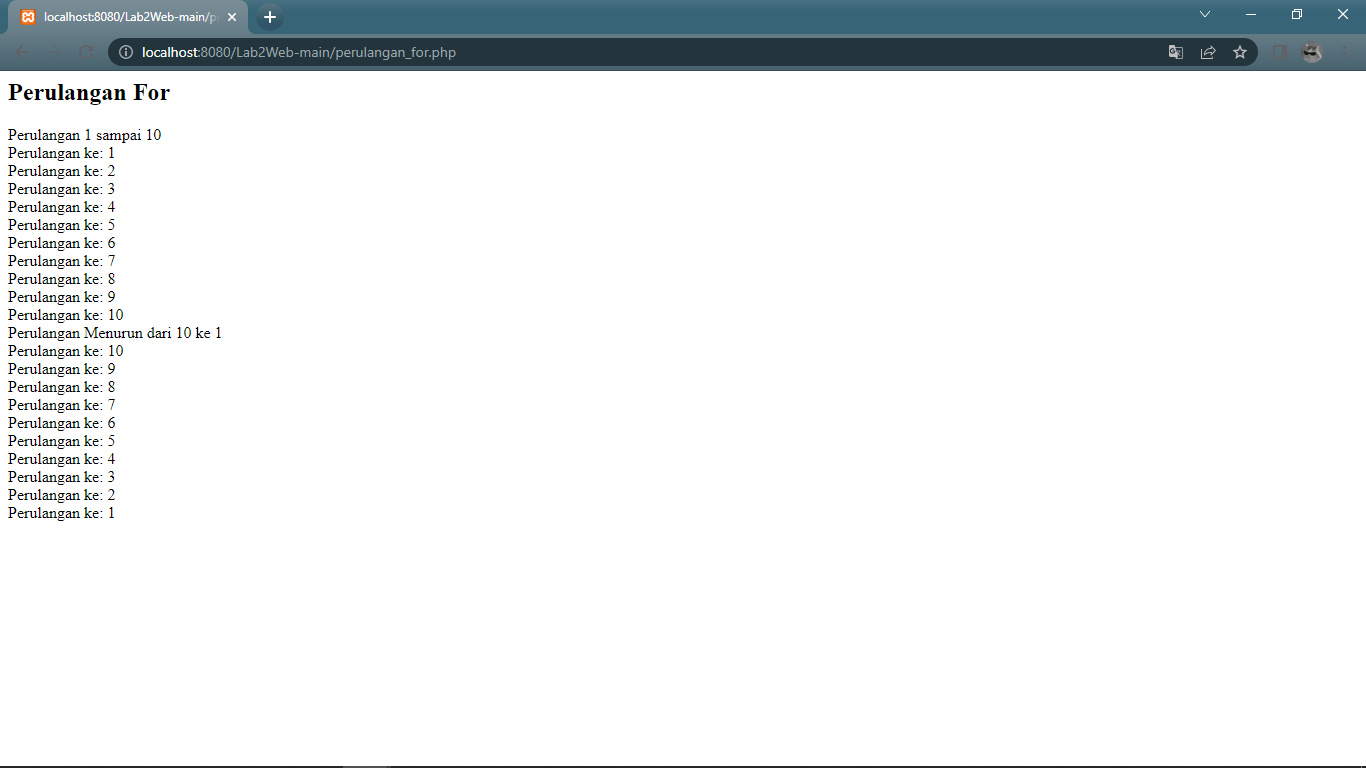 localhost:8080/Lab2Web-main/p
localhost:8080/Lab2Web-main/perulangan_for.php
Perulangan For
Perulangan 1 sampai 10
Perulangan ke: 1
Perulangan ke: 2
Perulangan ke: 3
Perulangan ke: 4
Perulangan ke: 5
Perulangan ke: 6
Perulangan ke: 7
Perulangan ke: 8
Perulangan ke: 9
Perulangan ke: 10
Perulangan Menurun dari 10 ke 1
Perulangan ke: 10
Perulangan ke: 9
Perulangan ke: 8
Perulangan ke: 7
Perulangan ke: 6
Perulangan ke: 5
Perulangan ke: 4
Perulangan ke: 3
Perulangan ke: 2
Perulangan ke: 1